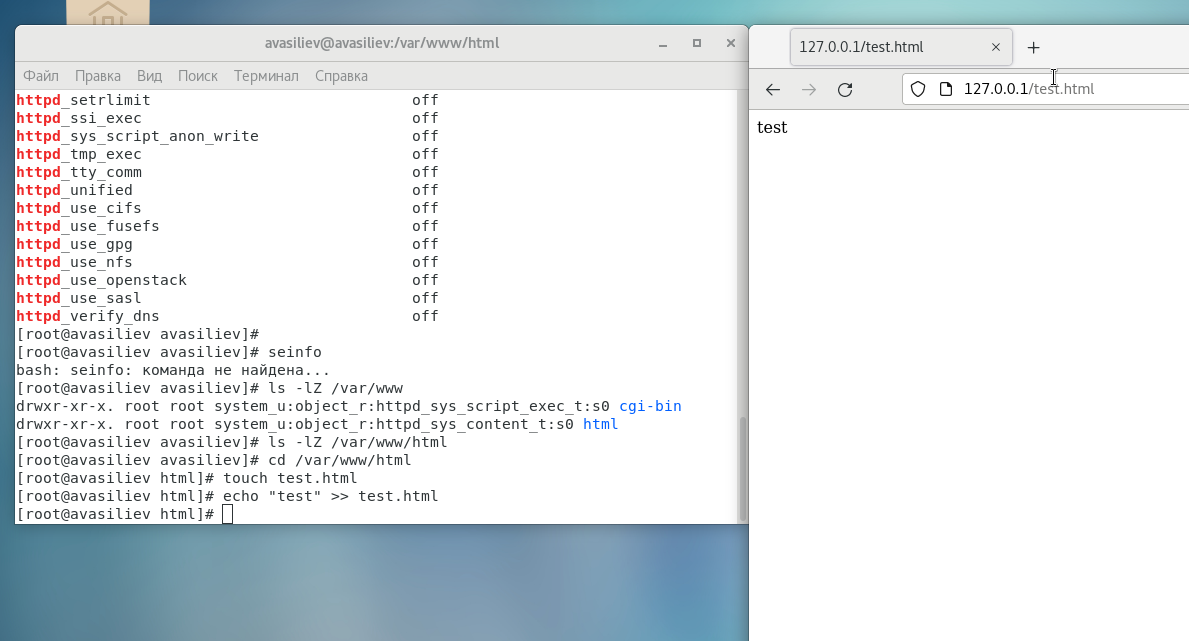 avasiliev@avasiliev:/var/www/html
Файл Правка Вид Поиск Терминал Справка
httpd_setrlimit off
httpd_ssi_exec off
httpd_sys_script_anon_write off
httpd_tmp_exec off
httpd_tty_comm off
httpd_unified off
httpd_use_cifs off
httpd_use_fusefs off
httpd_use_gpg off
httpd_use_nfs off
httpd_use_openstack off
httpd_use_sasl off
httpd_verify_dns off
[root@avasiliev avasiliev]#
[root@avasiliev avasiliev]# seinfo
bash: seinfo: команда не найдена...
[root@avasiliev avasiliev]# ls -lZ /var/www
drwxr-xr-x. root root system_u:object_r:httpd_sys_script_exec_t:s0 cgi-bin
drwxr-xr-x. root root system_u:object_r:httpd_sys_content_t:s0 html
[root@avasiliev avasiliev]# ls -lZ /var/www/html
[root@avasiliev avasiliev]# cd /var/www/html
[root@avasiliev html]# touch test.html
[root@avasiliev html]# echo "test" >> test.html
[root@avasiliev html]#
127.0.0.1/test.html
127.0.0.1/test.html
test